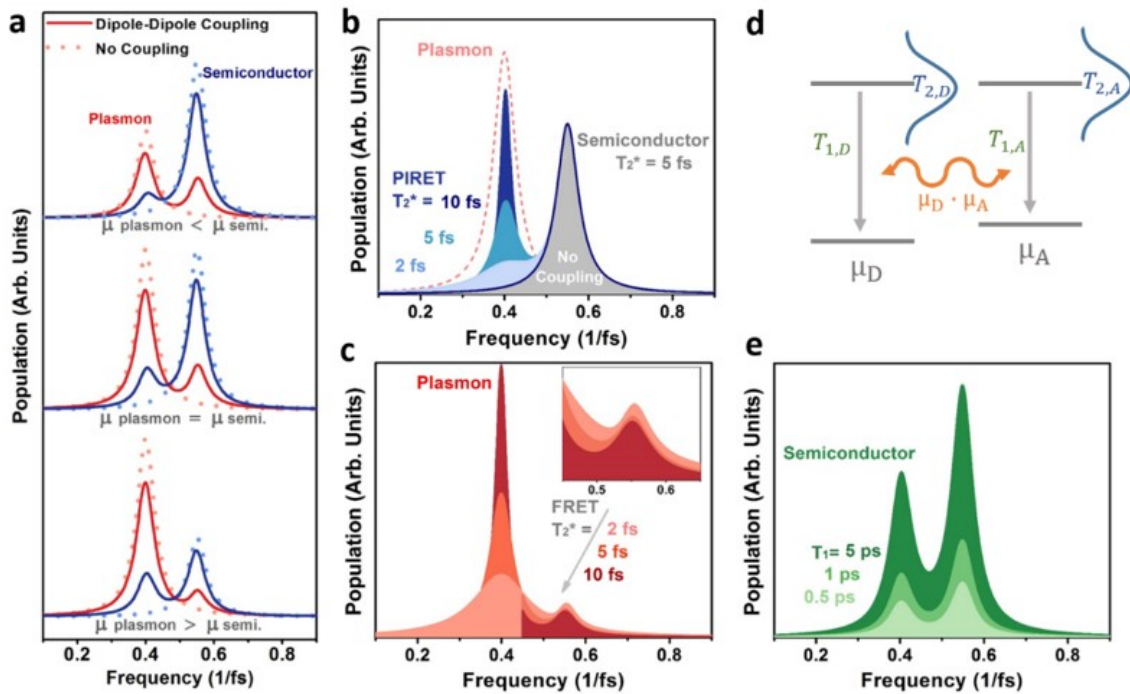 a
Dipole-Dipole Coupling
No Coupling
Semiconductor
Plasmon
μ plasmon < μ semi.
μ plasmon = μ semi.
μ plasmon > μ semi.
Population (Arb. Units)
0.2 0.4 0.6 0.8
Frequency (1/fs)
b
Plasmon
Semiconductor
T₂* = 5 fs
PIRET
T₂* = 10 fs
5 fs
2 fs
No
Coupling
Population (Arb. Units)
0.2 0.4 0.6 0.8
Frequency (1/fs)
c
Plasmon
0.5 0.6
FRET
T₂* = 2 fs
5 fs
10 fs
Population (Arb. Units)
0.2 0.4 0.6 0.8
Frequency (1/fs)
d
T₂,D T₂,A
T₁,D T₁,A
μD · μA
μD μA
e
Semiconductor
T₁= 5 ps
1 ps
0.5 ps
Population (Arb. Units)
0.2 0.4 0.6 0.8
Frequency (1/fs)